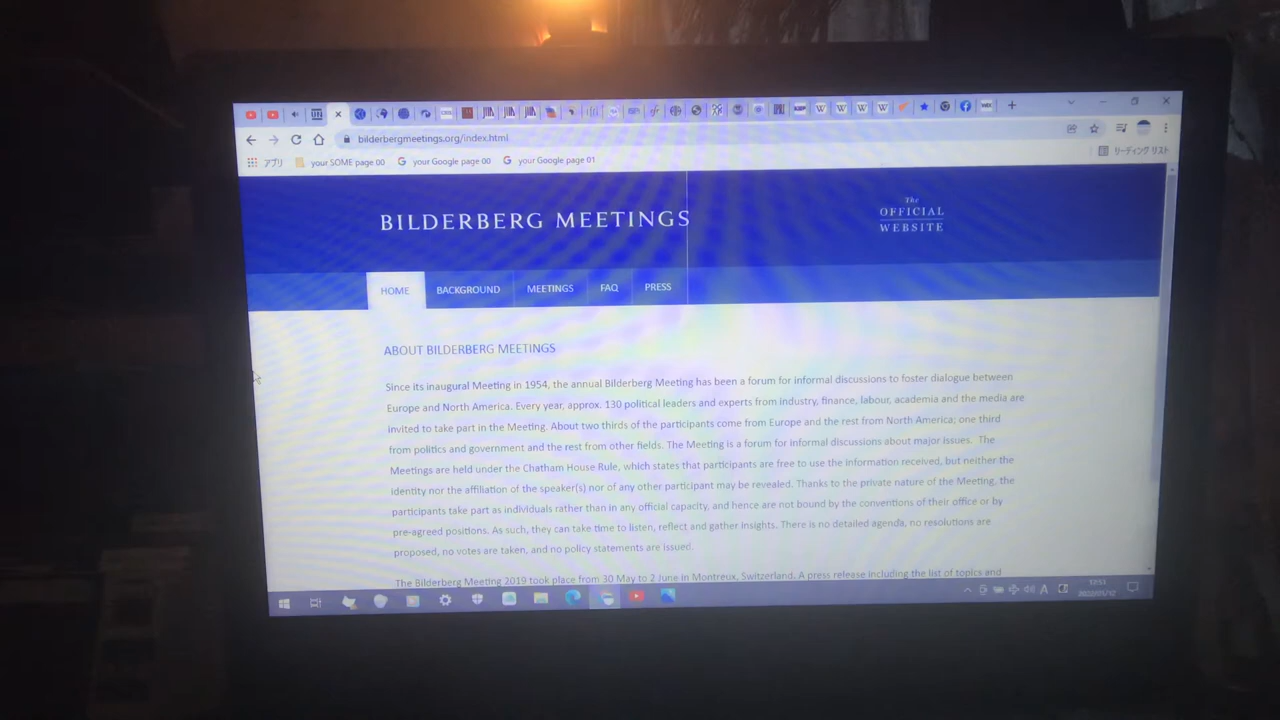 bilderbergmeetings.org/index.html
アプリ your SOME page 00 your Google page 00 your Google page 01 リーディング リスト
BILDERBERG MEETINGS
The
OFFICIAL
WEBSITE
HOME BACKGROUND MEETINGS FAQ PRESS
ABOUT BILDERBERG MEETINGS
Since its inaugural Meeting in 1954, the annual Bilderberg Meeting has been a forum for informal discussions to foster dialogue between
Europe and North America. Every year, approx. 130 political leaders and experts from industry, finance, labour, academia and the media are
invited to take part in the Meeting. About two thirds of the participants come from Europe and the rest from North America; one third
from politics and government and the rest from other fields. The Meeting is a forum for informal discussions about major issues. The
Meetings are held under the Chatham House Rule, which states that participants are free to use the information received, but neither the
identity nor the affiliation of the speaker(s) nor of any other participant may be revealed. Thanks to the private nature of the Meeting, the
participants take part as individuals rather than in any official capacity, and hence are not bound by the conventions of their office or by
pre-agreed positions. As such, they can take time to listen, reflect and gather insights. There is no detailed agenda, no resolutions are
proposed, no votes are taken, and no policy statements are issued.
The Bilderberg Meeting 2019 took place from 30 May to 2 June in Montreux, Switzerland. A press release including the list of topics and
A